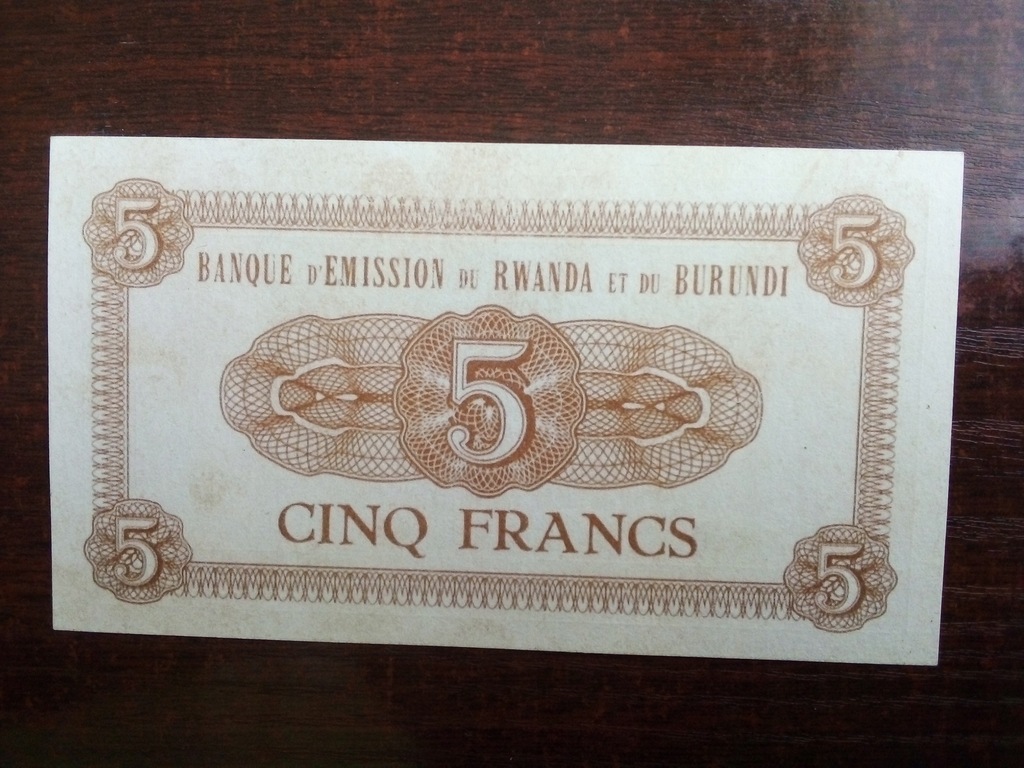 5 5
BANQUE D'EMISSION DU RWANDA ET DU BURUNDI
5
CINQ FRANCS
5 5